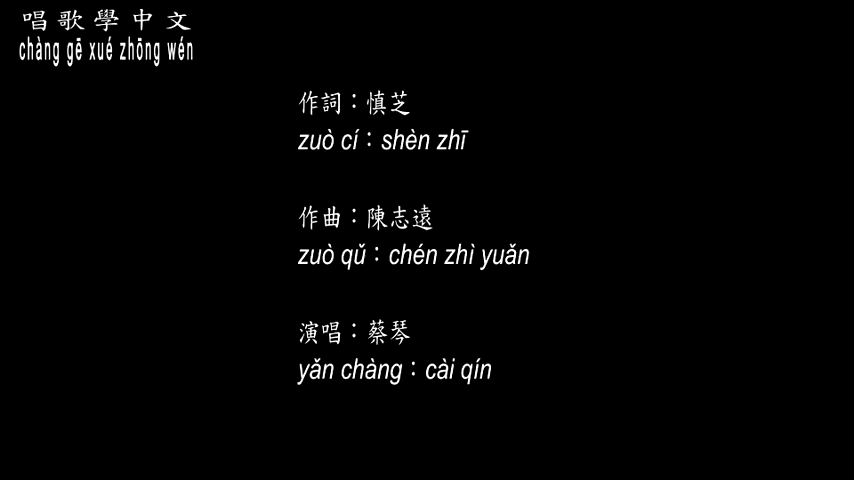 唱歌學中文
chàng gē xué zhōng wén
作詞：慎芝
zuò cí：shèn zhī
作曲：陳志遠
zuò qǔ：chén zhì yuǎn
演唱：蔡琴
yǎn chàng：cài qín